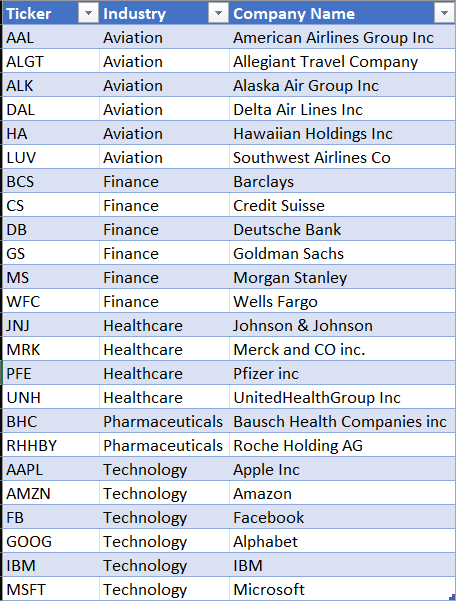 Ticker Industry Company Name
AAL Aviation American Airlines Group Inc
ALGT Aviation Allegiant Travel Company
ALK Aviation Alaska Air Group Inc
DAL Aviation Delta Air Lines Inc
HA Aviation Hawaiian Holdings Inc
LUV Aviation Southwest Airlines Co
BCS Finance Barclays
CS Finance Credit Suisse
DB Finance Deutsche Bank
GS Finance Goldman Sachs
MS Finance Morgan Stanley
WFC Finance Wells Fargo
JNJ Healthcare Johnson & Johnson
MRK Healthcare Merck and CO inc.
PFE Healthcare Pfizer inc
UNH Healthcare UnitedHealthGroup Inc
BHC Pharmaceuticals Bausch Health Companies inc
RHHBY Pharmaceuticals Roche Holding AG
AAPL Technology Apple Inc
AMZN Technology Amazon
FB Technology Facebook
GOOG Technology Alphabet
IBM Technology IBM
MSFT Technology Microsoft